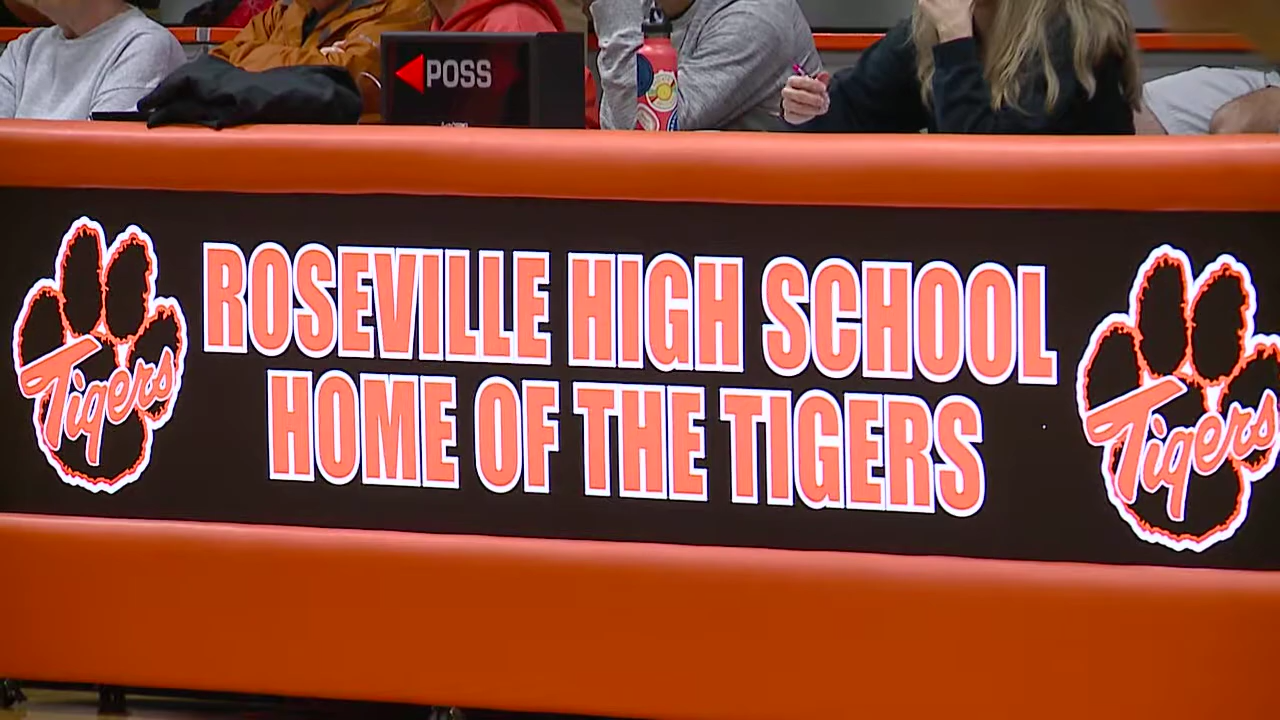 POSS
ROSEVILLE HIGH SCHOOL
HOME OF THE TIGERS
Tigers
Tigers